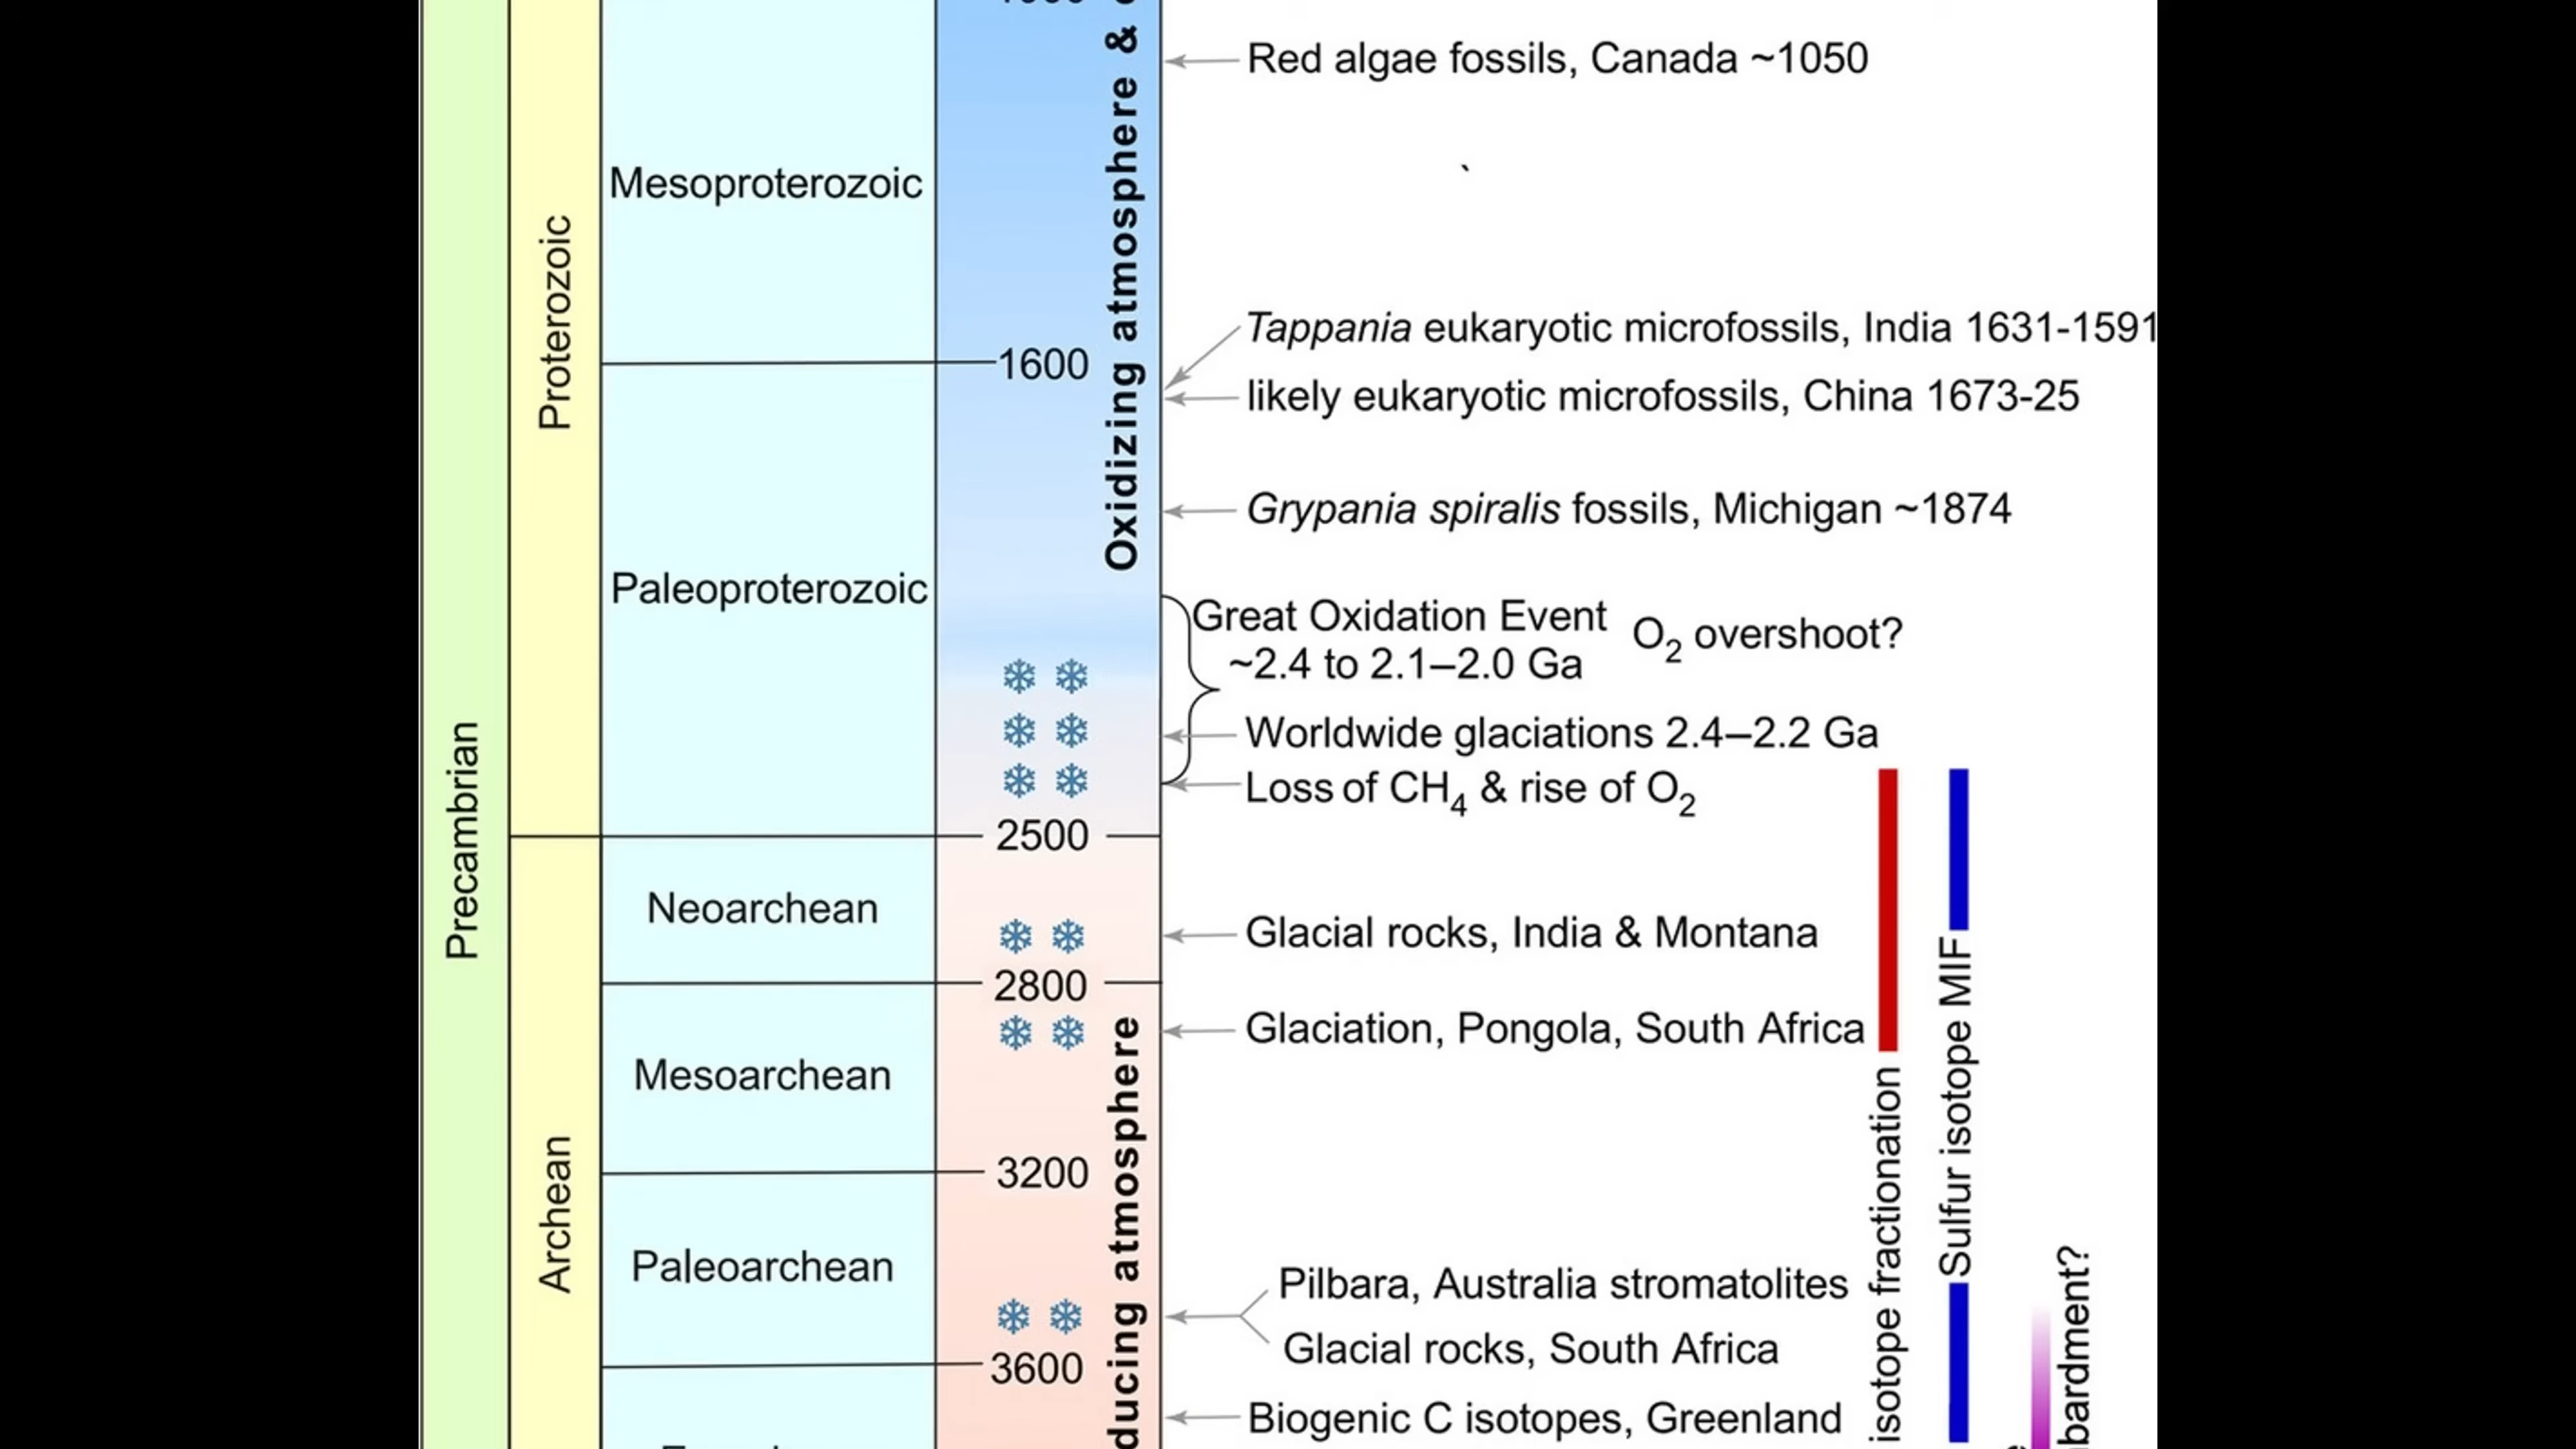 Oxidizing atmosphere &
Red algae fossils, Canada ~1050
Mesoproterozoic
Proterozoic
Tappania eukaryotic microfossils, India 1631-1591
1600
likely eukaryotic microfossils, China 1673-25
Grypania spiralis fossils, Michigan ~1874
Paleoproterozoic
Great Oxidation Event
~2.4 to 2.1–2.0 Ga
O₂ overshoot?
Worldwide glaciations 2.4–2.2 Ga
Loss of CH₄ & rise of O₂
Precambrian
2500
Neoarchean
Glacial rocks, India & Montana
2800
Glaciation, Pongola, South Africa
Mesoarchean
Sulfur isotope MIF
isotope fractionation
3200
Archean
Paleoarchean
atmosphere
Pilbara, Australia stromatolites
Glacial rocks, South Africa
3600
Biogenic C isotopes, Greenland